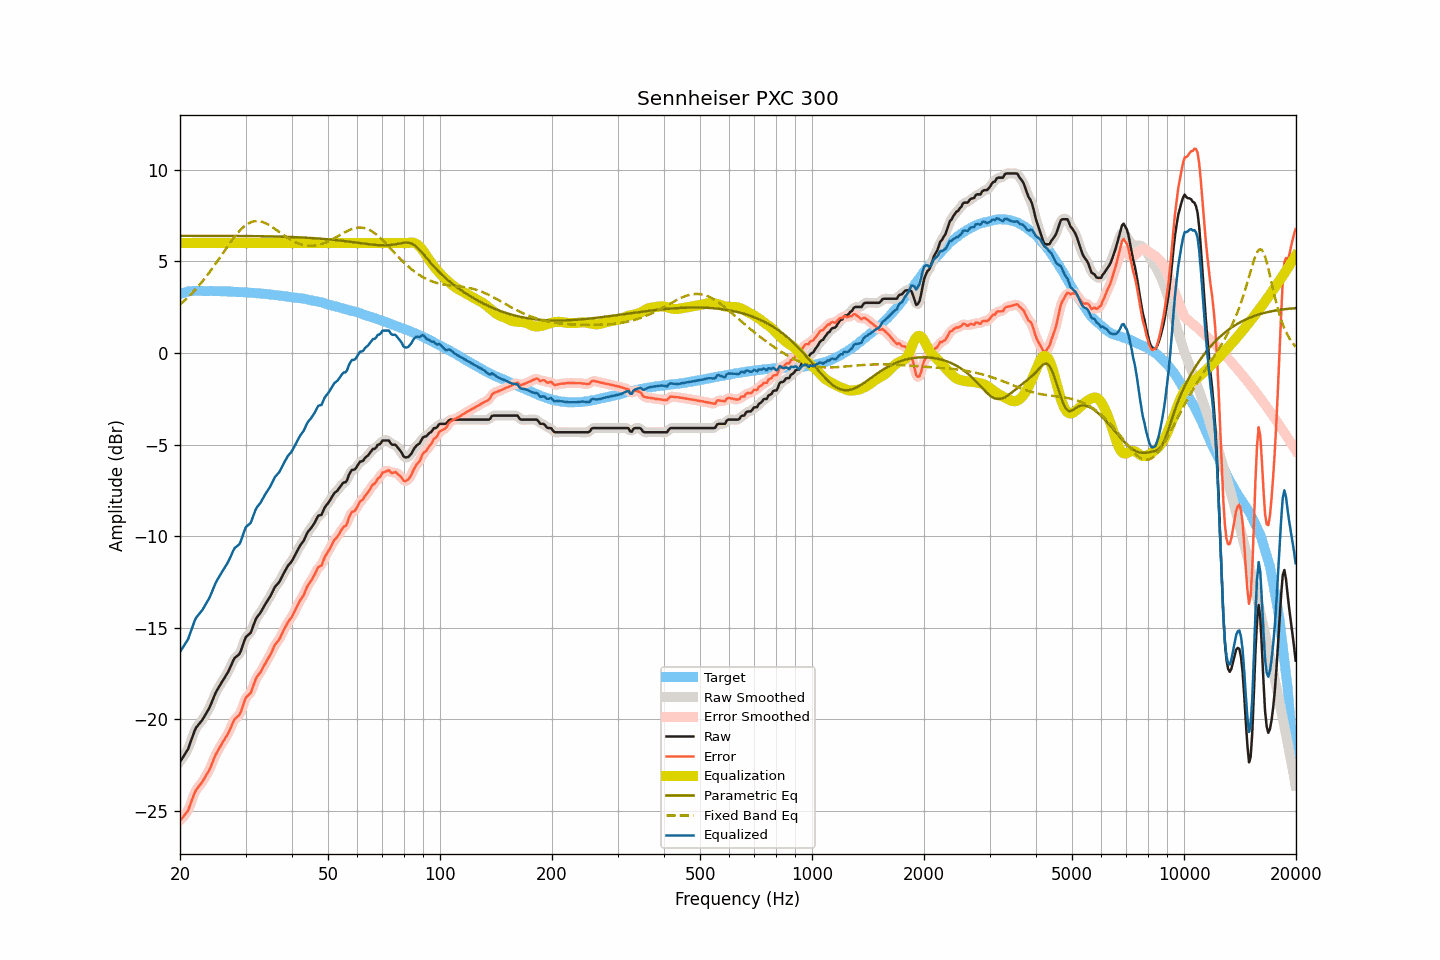 Sennheiser PXC 300
10
5
0
−5
−10
−15
−20
−25
Amplitude (dBr)
Target
Raw Smoothed
Error Smoothed
Raw
Error
Equalization
Parametric Eq
Fixed Band Eq
Equalized
20 50 100 200 500 1000 2000 5000 10000 20000
Frequency (Hz)